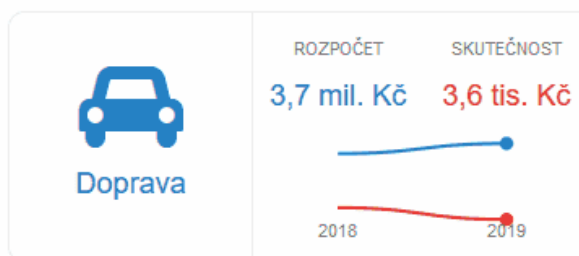 ROZPOČET SKUTEČNOST
3,7 mil. Kč 3,6 tis. Kč
Doprava
2018 2019